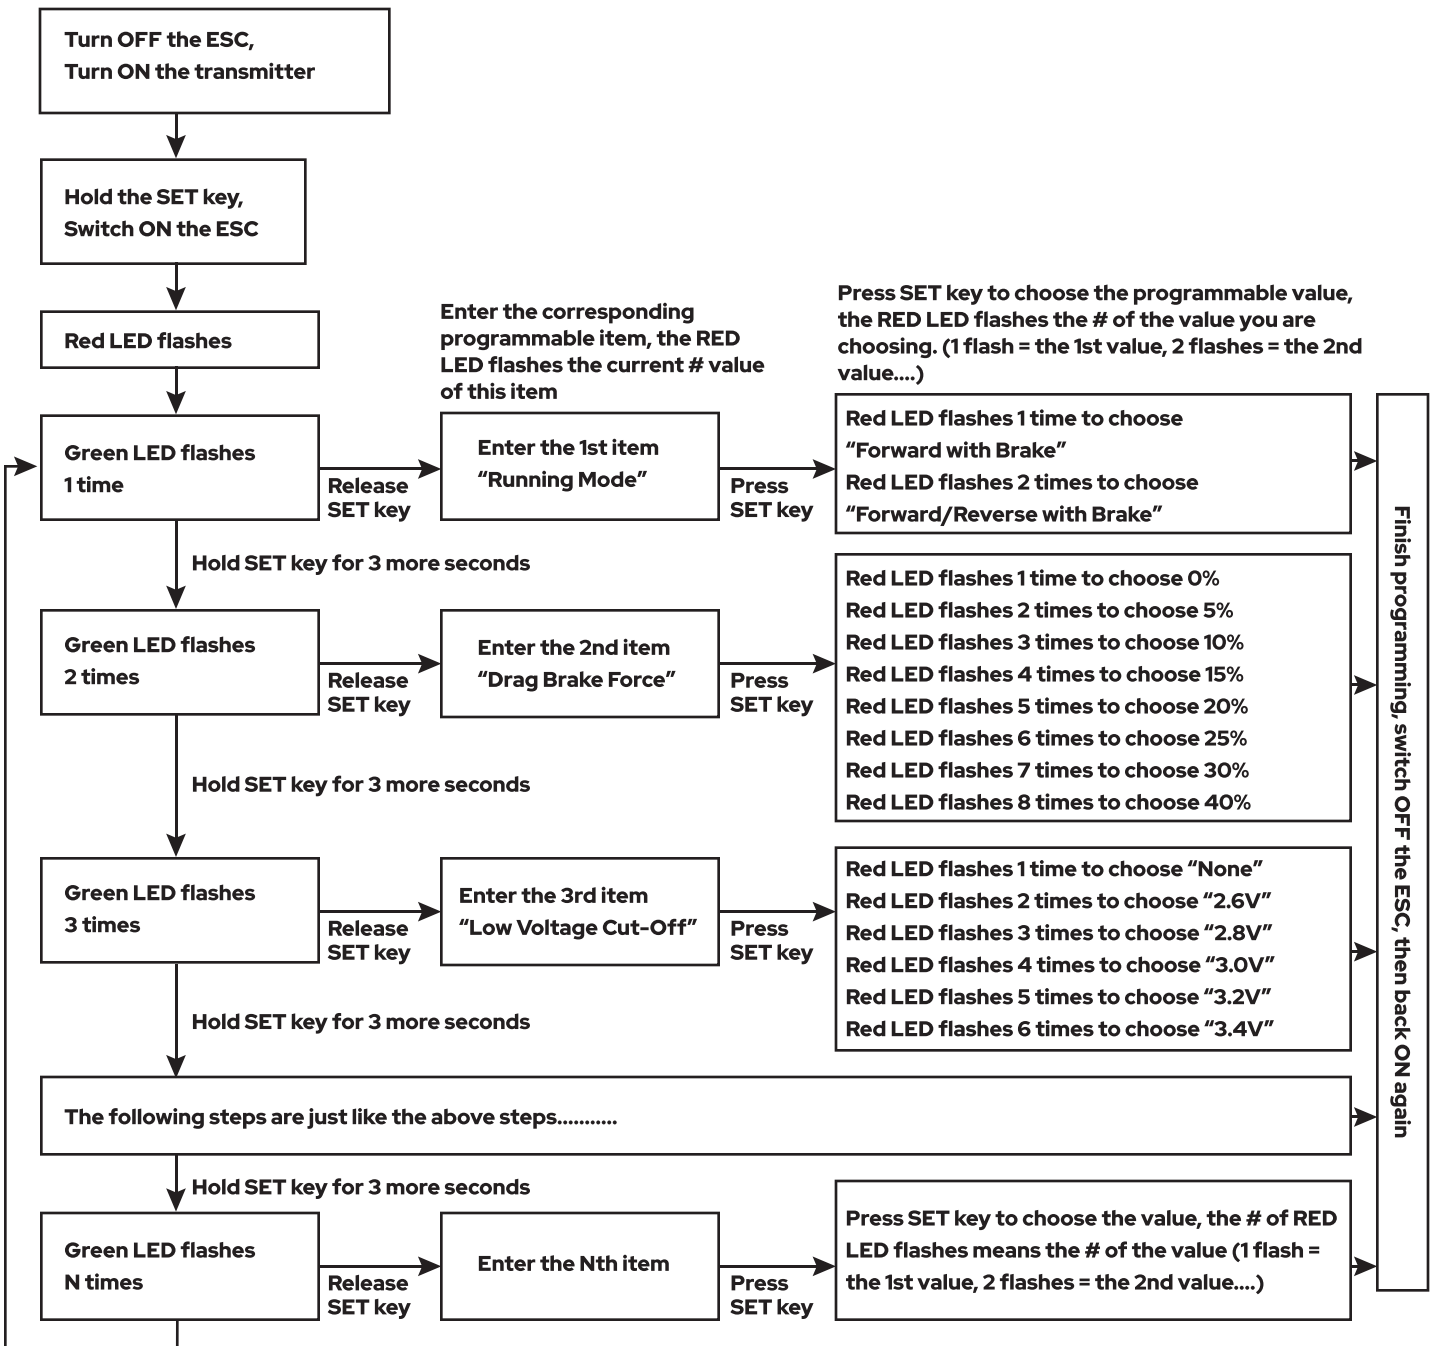 Turn OFF the ESC,
Turn ON the transmitter
Hold the SET key,
Switch ON the ESC
Red LED flashes
Enter the corresponding
programmable item, the RED
LED flashes the current # value
of this item
Press SET key to choose the programmable value,
the RED LED flashes the # of the value you are
choosing. (1 flash = the 1st value, 2 flashes = the 2nd
value....)
Green LED flashes
1 time
Release
SET key
Enter the 1st item
“Running Mode”
Press
SET key
Red LED flashes 1 time to choose
“Forward with Brake”
Red LED flashes 2 times to choose
“Forward/Reverse with Brake”
Hold SET key for 3 more seconds
Green LED flashes
2 times
Release
SET key
Enter the 2nd item
“Drag Brake Force”
Press
SET key
Red LED flashes 1 time to choose 0%
Red LED flashes 2 times to choose 5%
Red LED flashes 3 times to choose 10%
Red LED flashes 4 times to choose 15%
Red LED flashes 5 times to choose 20%
Red LED flashes 6 times to choose 25%
Red LED flashes 7 times to choose 30%
Red LED flashes 8 times to choose 40%
Hold SET key for 3 more seconds
Green LED flashes
3 times
Release
SET key
Enter the 3rd item
“Low Voltage Cut-Off”
Press
SET key
Red LED flashes 1 time to choose “None”
Red LED flashes 2 times to choose “2.6V”
Red LED flashes 3 times to choose “2.8V”
Red LED flashes 4 times to choose “3.0V”
Red LED flashes 5 times to choose “3.2V”
Red LED flashes 6 times to choose “3.4V”
Hold SET key for 3 more seconds
The following steps are just like the above steps...........
Hold SET key for 3 more seconds
Green LED flashes
N times
Release
SET key
Enter the Nth item
Press
SET key
Press SET key to choose the value, the # of RED
LED flashes means the # of the value (1 flash =
the 1st value, 2 flashes = the 2nd value....)
Finish programming, switch OFF the ESC, then back ON again